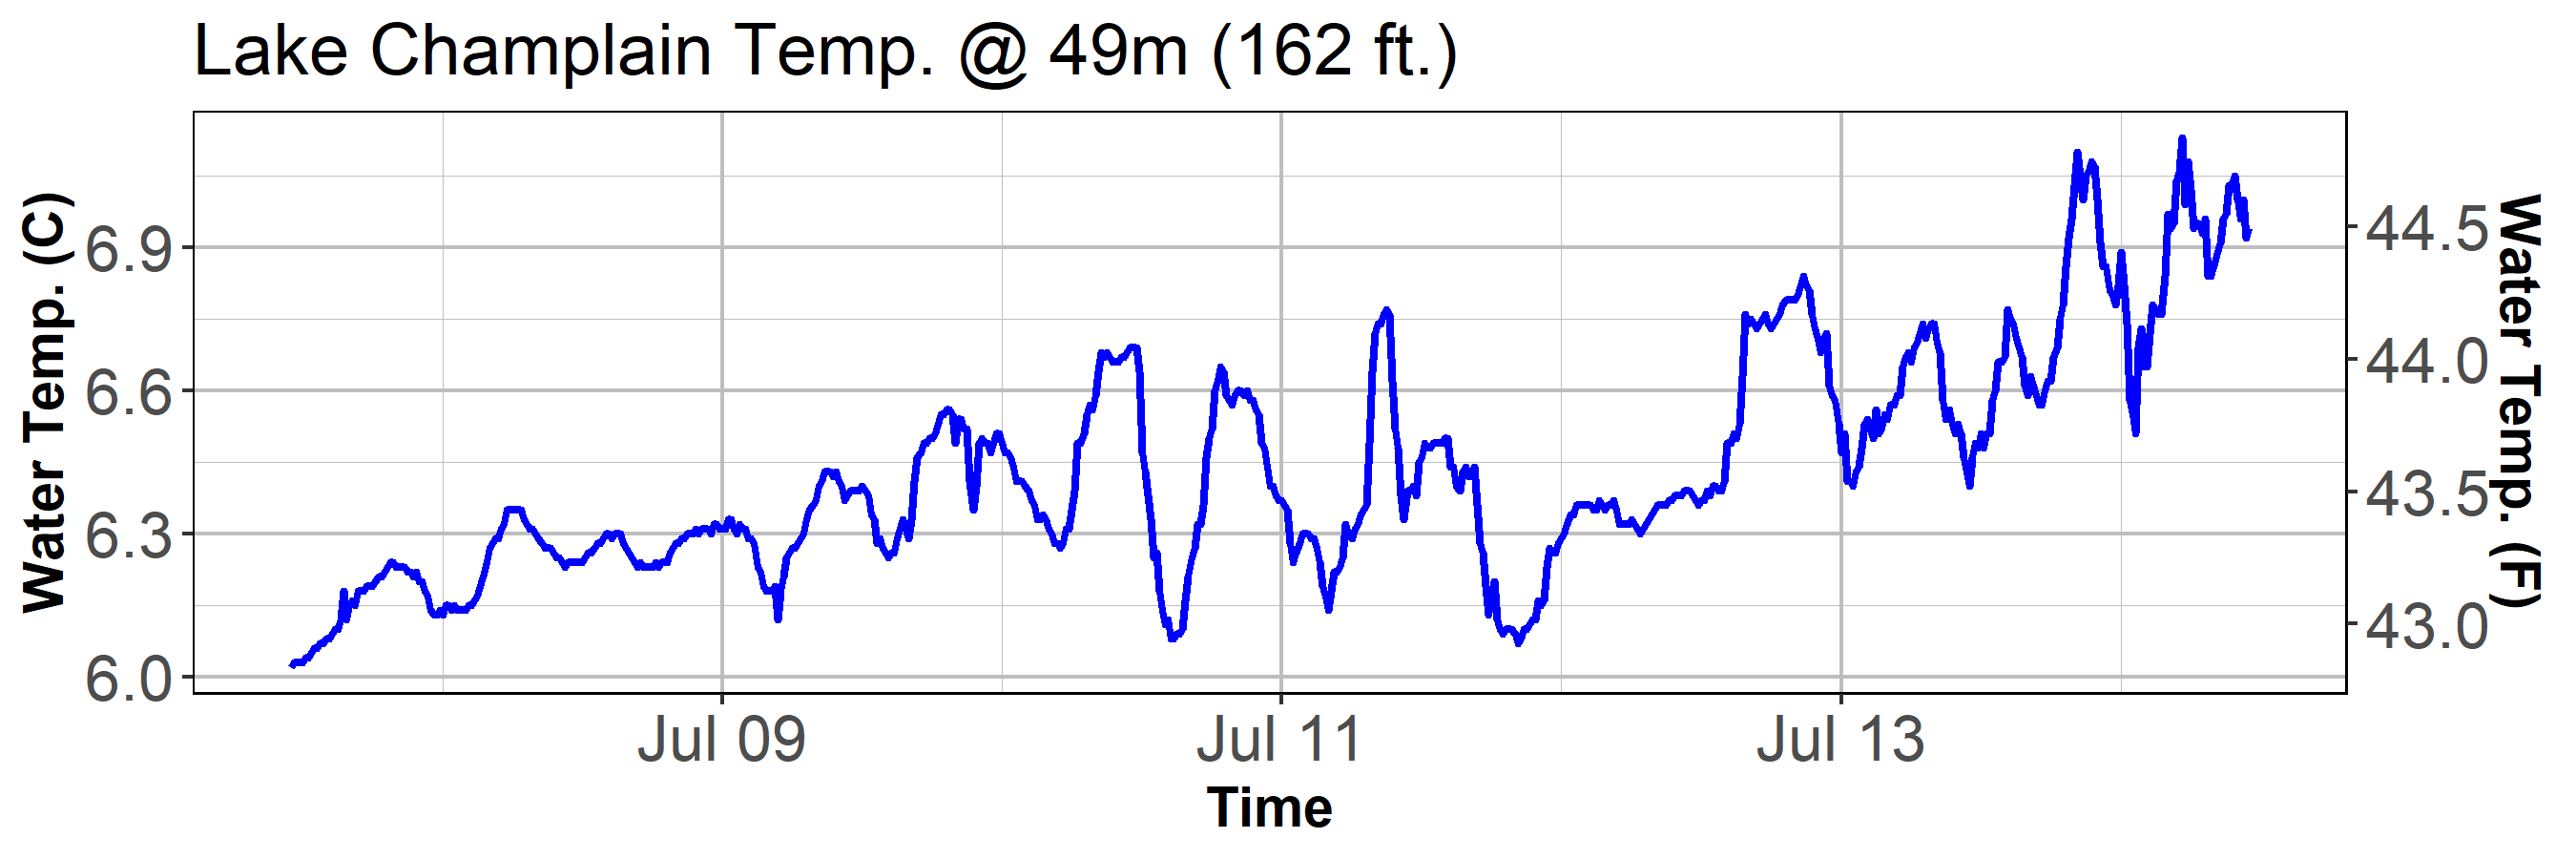 Lake Champlain Temp. @ 49m (162 ft.)
Water Temp. (C)
6.9
6.6
6.3
6.0
44.5
44.0
43.5
43.0
Water Temp. (F)
Jul 09
Jul 11
Jul 13
Time